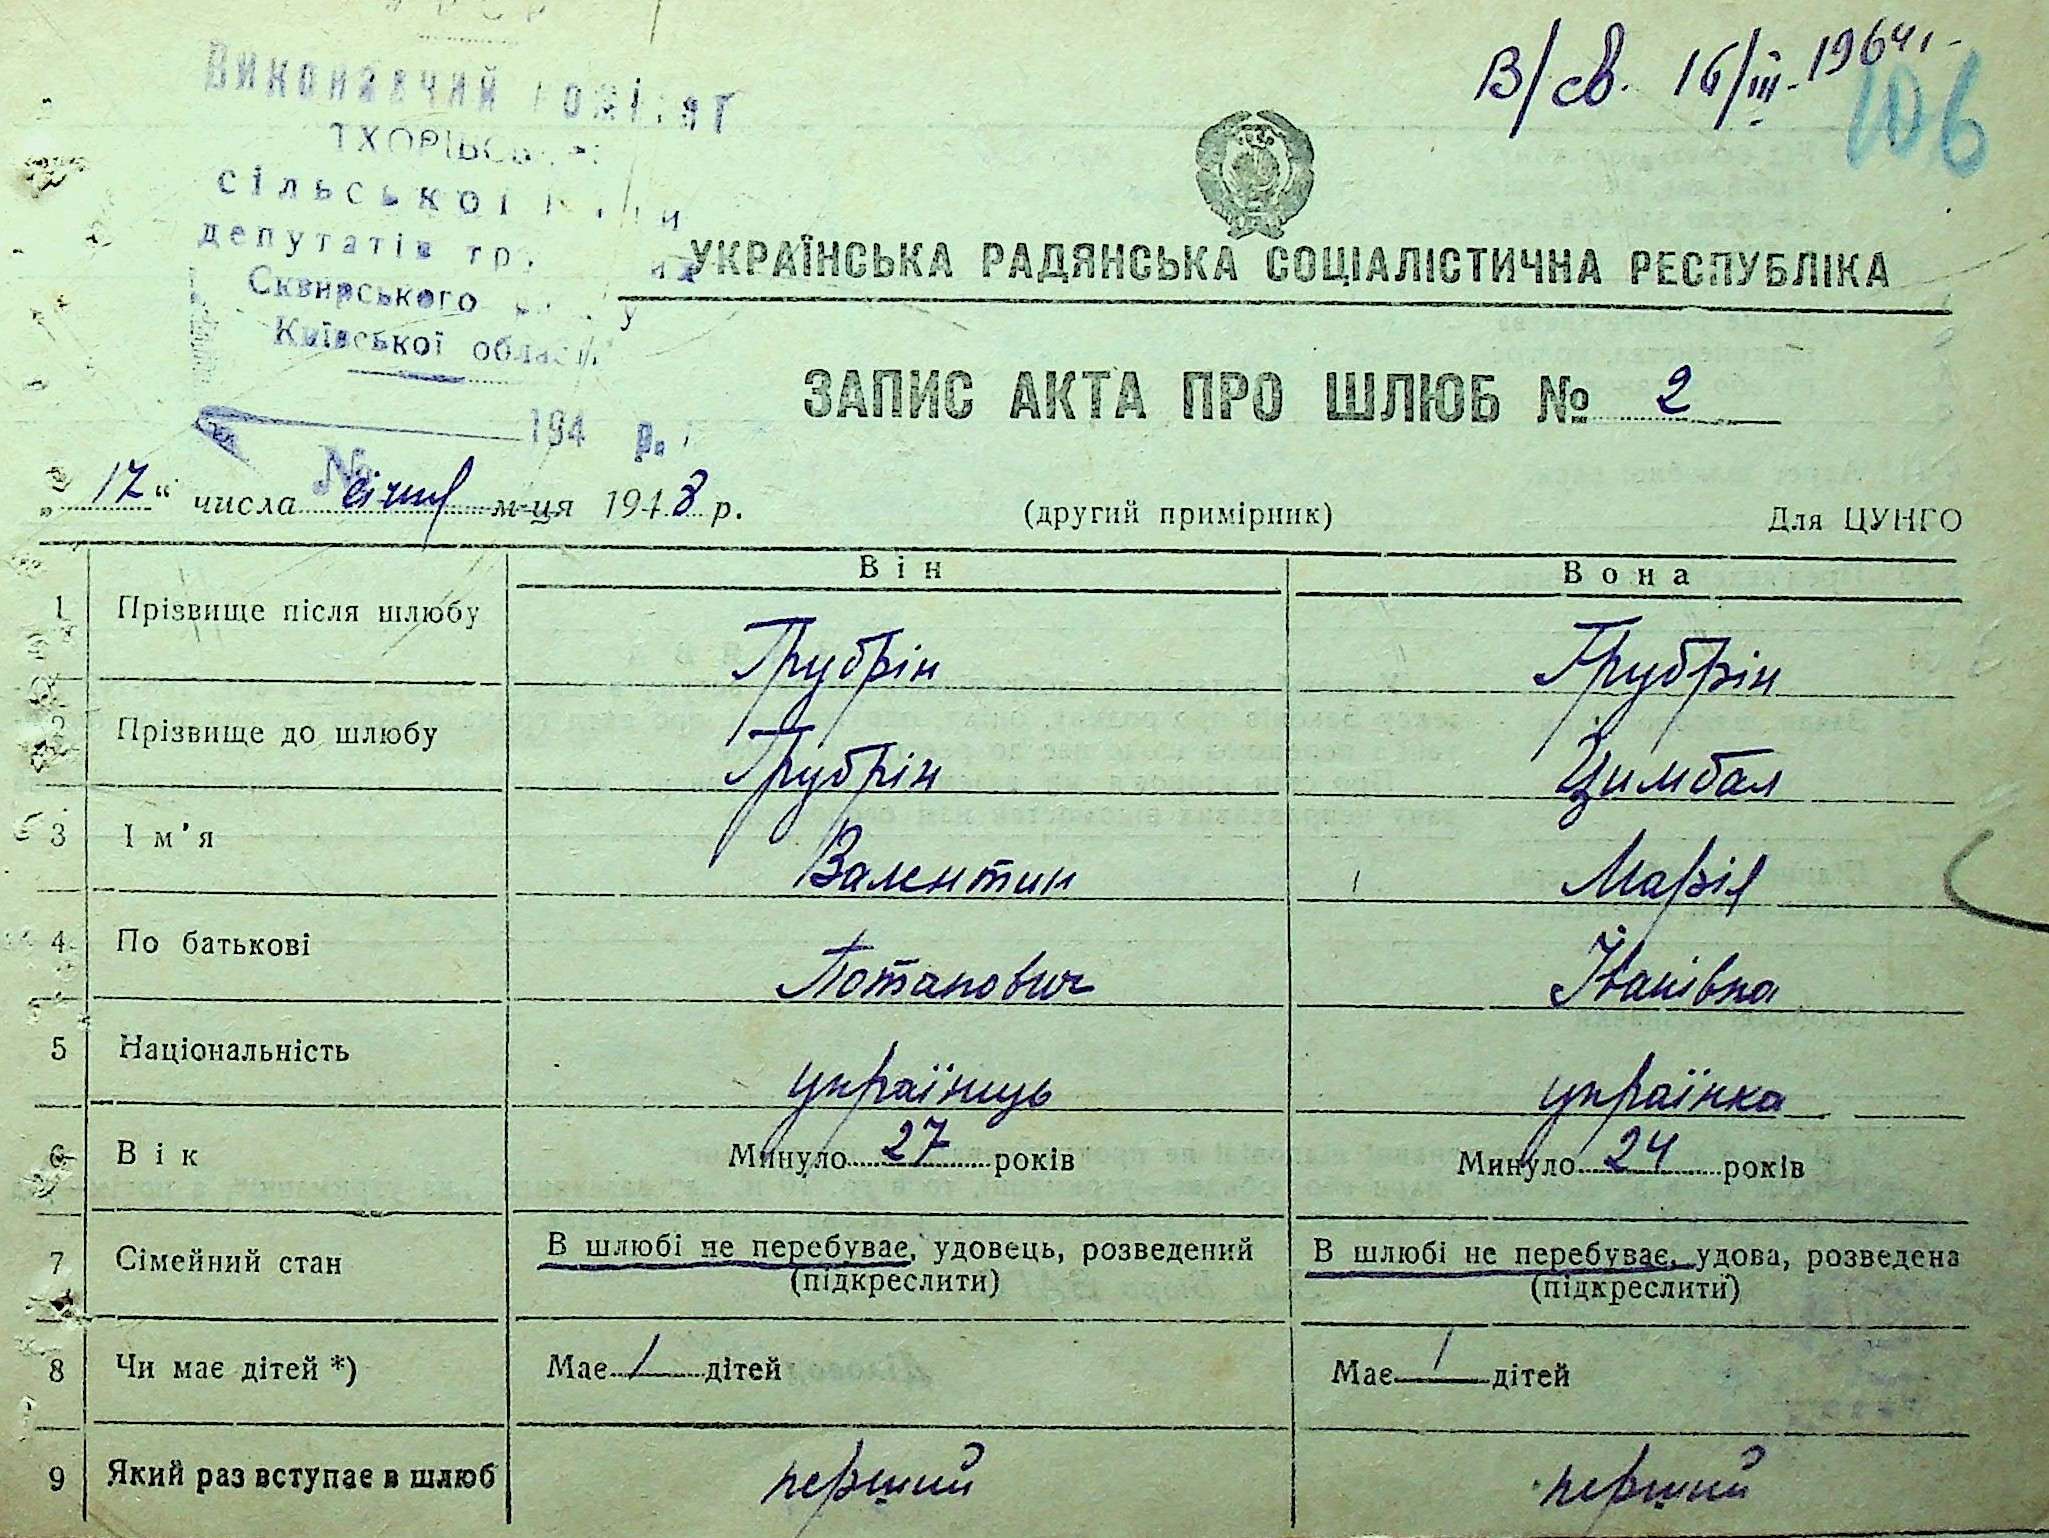 В/св. 16/III. 1964 г.
106
Виконавчий комітет
сільської
депутатів
Сквирського
Київської області
194 р.
№
УКРАЇНСЬКА РАДЯНСЬКА СОЦІАЛІСТИЧНА РЕСПУБЛІКА
ЗАПИС АКТА ПРО ШЛЮБ № 2
„ 17 “ числа січня м-ця 1948 р. (другий примірник) Для ЦУНГО
Він Вона
1 Прізвище після шлюбу Грубрін Грубрін
2 Прізвище до шлюбу Грубрін Цимбал
3 Ім’я Валентин Марія
4 По батькові Потапович Іванівна
5 Національність українець українка
6 Вік Минуло 27 років Минуло 24 років
7 Сімейний стан В шлюбі не перебуває, удовець, розведений В шлюбі не перебуває, удова, розведена
(підкреслити) (підкреслити)
8 Чи має дітей *) Має 1 дітей Має 1 дітей
9 Який раз вступає в шлюб перший перший